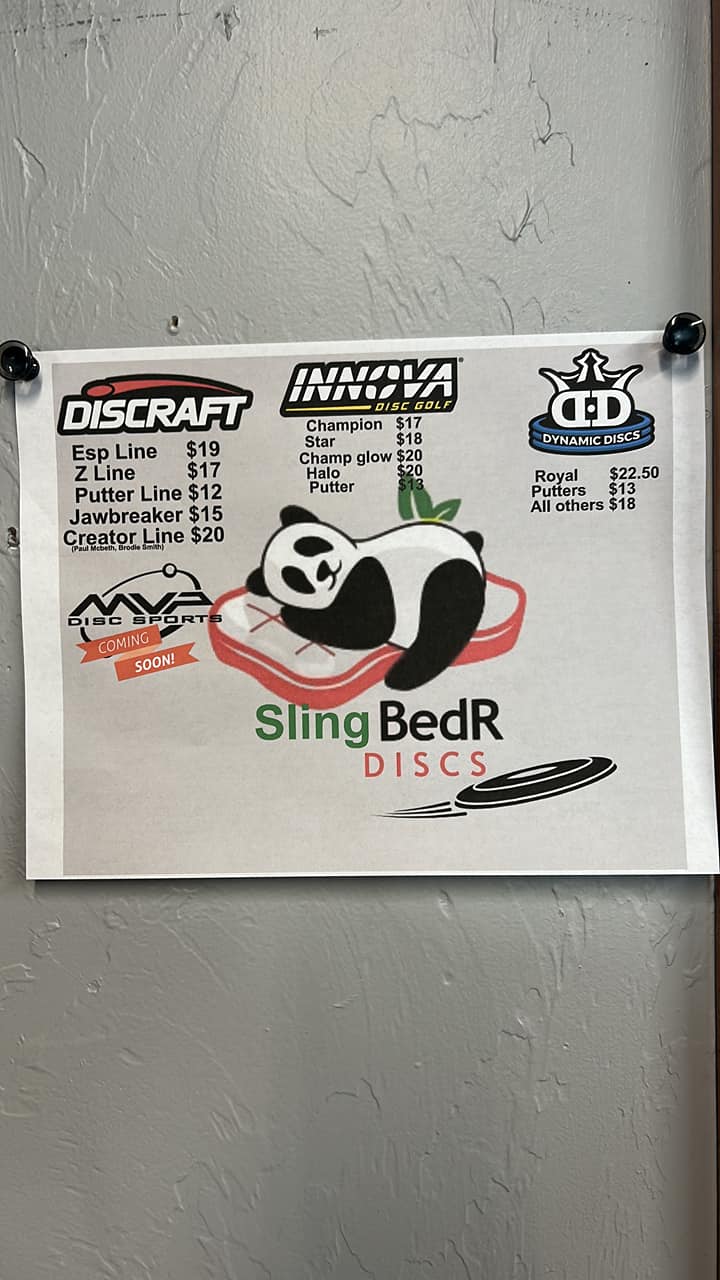 DISCRAFT
Esp Line $19
Z Line $17
Putter Line $12
Jawbreaker $15
Creator Line $20
(Paul Mcbeth, Brodie Smith)
MVP
DISC SPORTS
COMING
SOON!
INNOVA
DISC GOLF
Champion $17
Star $18
Champ glow $20
Halo $20
Putter $13
DD
DYNAMIC DISCS
Royal $22.50
Putters $13
All others $18
Sling BedR
DISCS